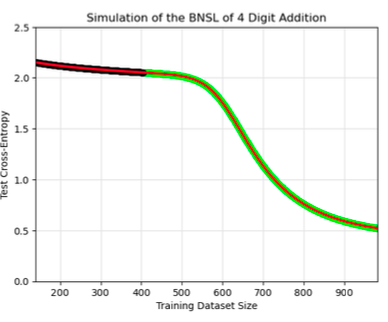 Simulation of the BNSL of 4 Digit Addition
2.5
2.0
1.5
1.0
0.5
0.0
Test Cross-Entropy
200 300 400 500 600 700 800 900
Training Dataset Size